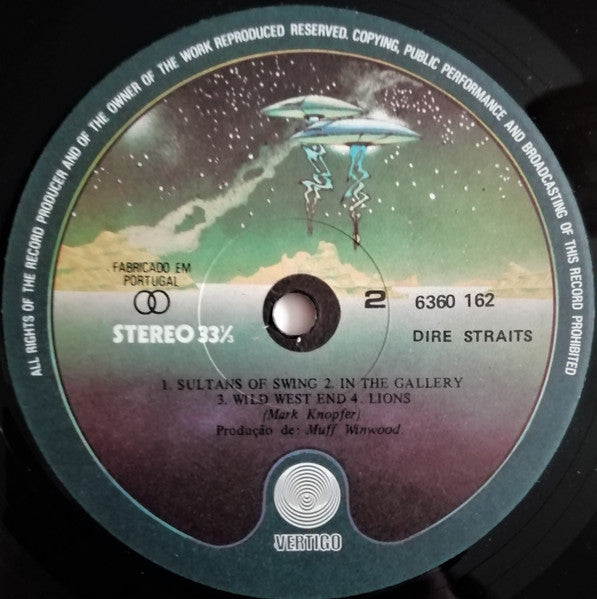 ALL RIGHTS OF THE RECORD PRODUCER AND OF THE OWNER OF THE WORK REPRODUCED RESERVED. COPYING, PUBLIC PERFORMANCE AND BROADCASTING OF THIS RECORD PROHIBITED
FABRICADO EM
PORTUGAL
STEREO 33⅓
2
6360 162
DIRE STRAITS
1. SULTANS OF SWING 2. IN THE GALLERY
3. WILD WEST END 4. LIONS
(Mark Knopfer)
Produção de: Muff Winwood.
VERTIGO